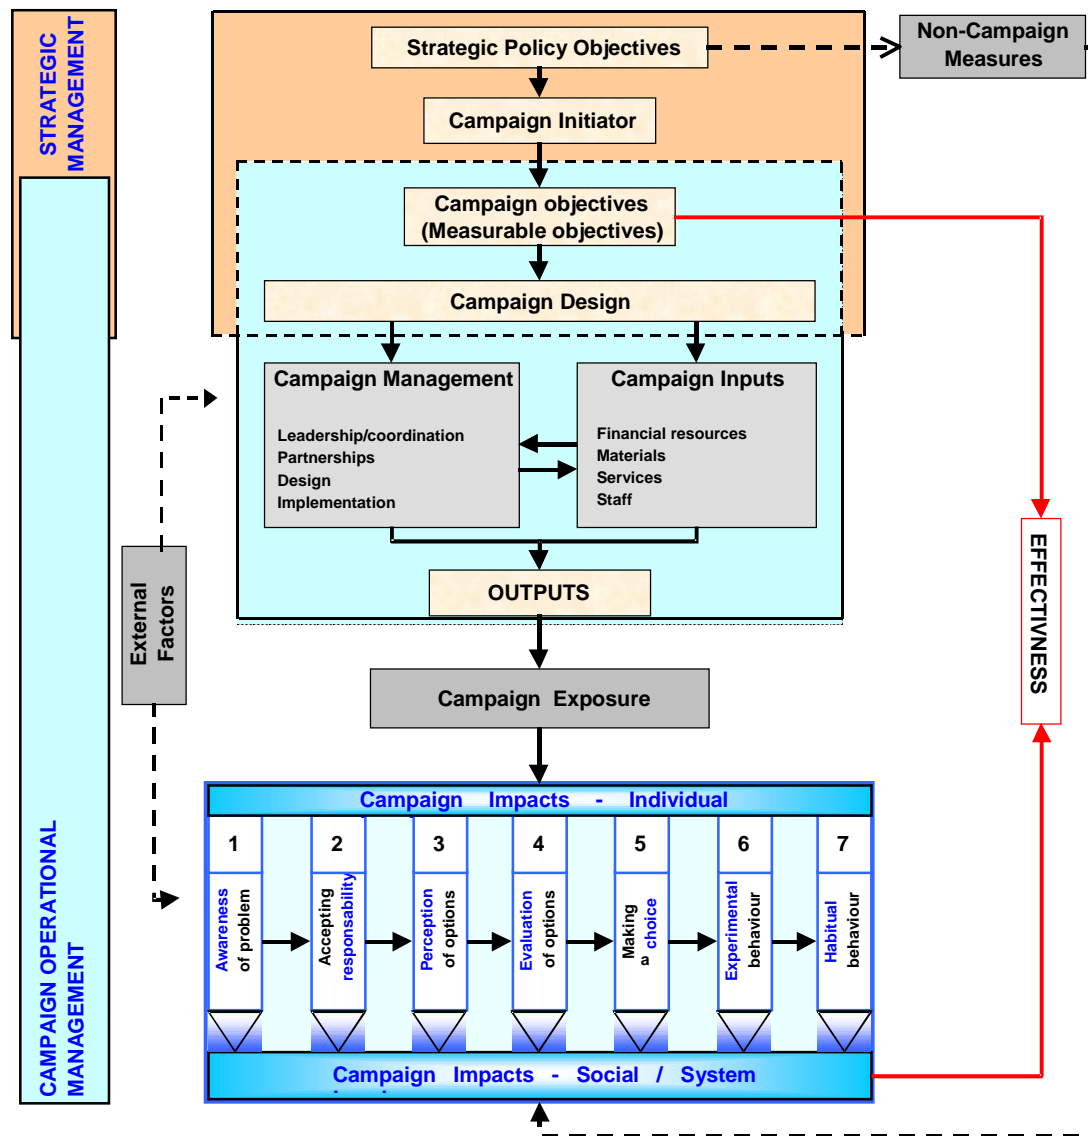 STRATEGIC
MANAGEMENT
Strategic Policy Objectives
Non-Campaign
Measures
Campaign Initiator
Campaign objectives
(Measurable objectives)
Campaign Design
Campaign Management
Leadership/coordination
Partnerships
Design
Implementation
Campaign Inputs
Financial resources
Materials
Services
Staff
OUTPUTS
External
Factors
EFFECTIVNESS
Campaign Exposure
CAMPAIGN OPERATIONAL
MANAGEMENT
Campaign Impacts - Individual
1
2
3
4
5
6
7
Awareness
of problem
Accepting
responsability
Perception
of options
Evaluation
of options
Making
a choice
Experimental
behaviour
Habitual
behaviour
Campaign Impacts - Social / System